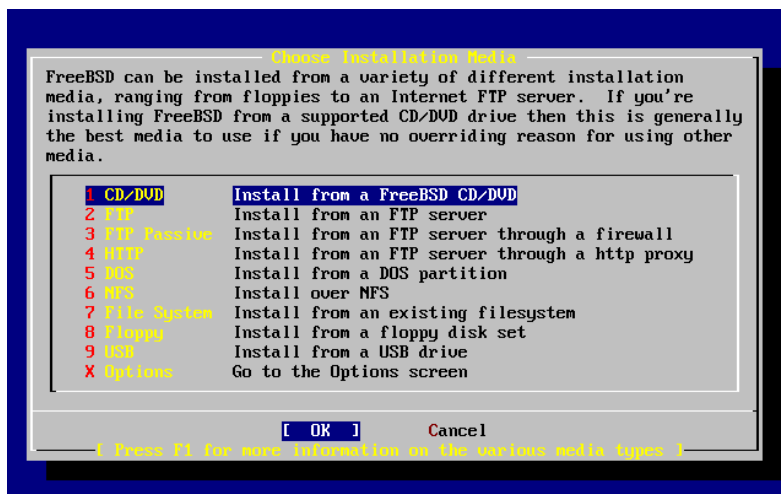 Choose Installation Media
FreeBSD can be installed from a variety of different installation
media, ranging from floppies to an Internet FTP server.  If you're
installing FreeBSD from a supported CD/DVD drive then this is generally
the best media to use if you have no overriding reason for using other
media.
1 CD/DVD Install from a FreeBSD CD/DVD
2 FTP Install from an FTP server
3 FTP Passive Install from an FTP server through a firewall
4 HTTP Install from an FTP server through a http proxy
5 DOS Install from a DOS partition
6 NFS Install over NFS
7 File System Install from an existing filesystem
8 Floppy Install from a floppy disk set
9 USB Install from a USB drive
X Options Go to the Options screen
[ OK ] Cancel
[ Press F1 for more information on the various media types ]